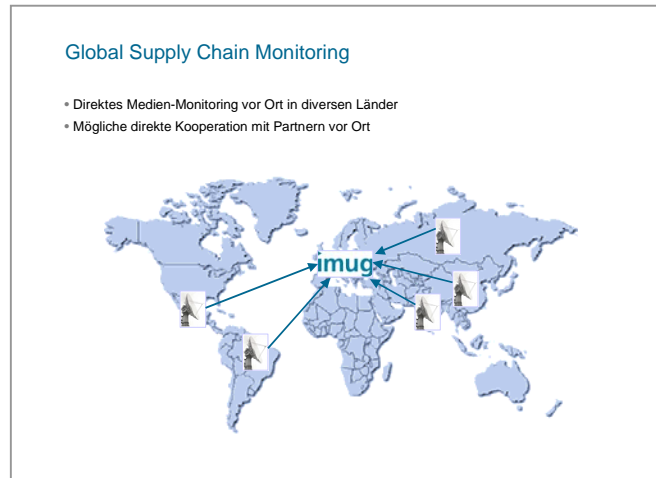 Global Supply Chain Monitoring
• Direktes Medien-Monitoring vor Ort in diversen Länder
• Mögliche direkte Kooperation mit Partnern vor Ort
imug